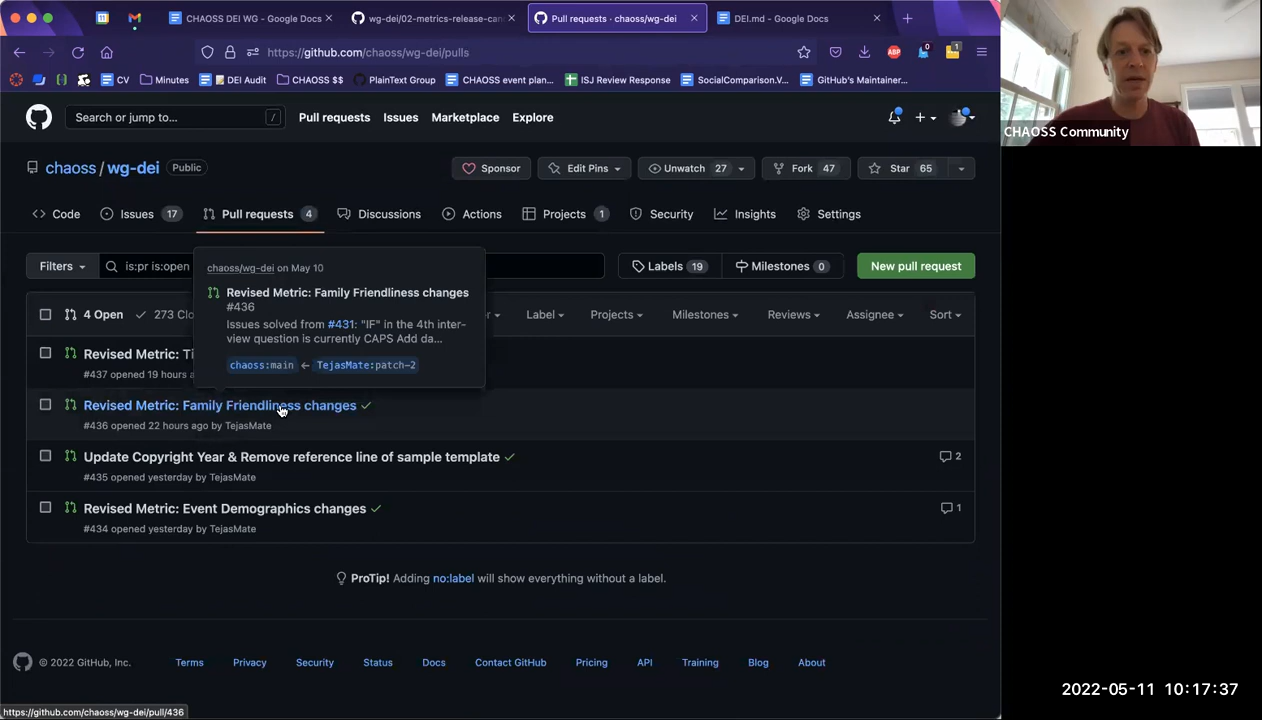 CHAOSS DEI WG - Google Docs
wg-dei/02-metrics-release-can
Pull requests · chaoss/wg-dei
DEI.md - Google Docs
https://github.com/chaoss/wg-dei/pulls
ABP
0
1
CV
Minutes
DEI Audit
CHAOSS $$
PlainText Group
CHAOSS event plan...
ISJ Review Response
SocialComparison.V...
GitHub's Maintainer...
Search or jump to... /
Pull requests
Issues
Marketplace
Explore
chaoss / wg-dei Public
Sponsor
Edit Pins
Unwatch 27
Fork 47
Star 65
Code
Issues 17
Pull requests 4
Discussions
Actions
Projects 1
Security
Insights
Settings
Filters
is:pr is:open
Labels 19
Milestones 0
New pull request
chaoss/wg-dei on May 10
Revised Metric: Family Friendliness changes
#436
Issues solved from #431: "IF" in the 4th inter-
view question is currently CAPS Add da...
chaoss:main ← TejasMate:patch-2
4 Open
273 Clo
Label
Projects
Milestones
Reviews
Assignee
Sort
Revised Metric: Ti
#437 opened 19 hours a
Revised Metric: Family Friendliness changes
#436 opened 22 hours ago by TejasMate
Update Copyright Year & Remove reference line of sample template
2
#435 opened yesterday by TejasMate
Revised Metric: Event Demographics changes
1
#434 opened yesterday by TejasMate
ProTip! Adding no:label will show everything without a label.
© 2022 GitHub, Inc.
Terms
Privacy
Security
Status
Docs
Contact GitHub
Pricing
API
Training
Blog
About
https://github.com/chaoss/wg-dei/pull/436
CHAOSS Community
2022-05-11 10:17:37